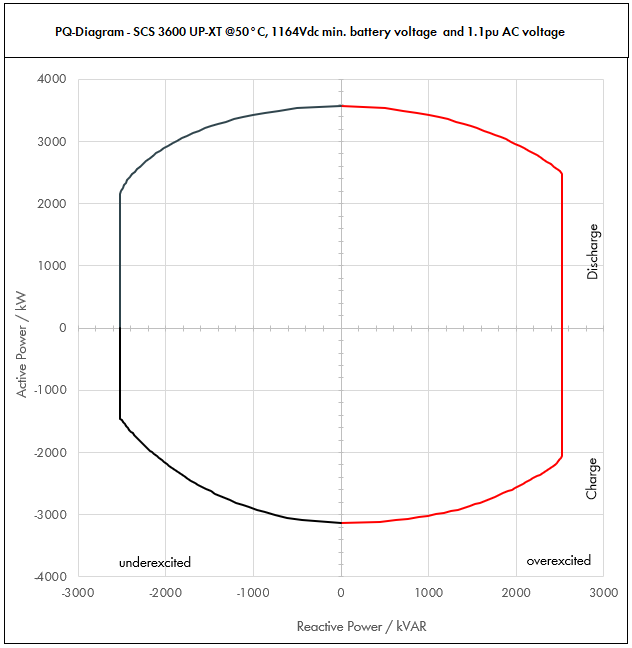 PQ-Diagram - SCS 3600 UP-XT @50°C, 1164Vdc min. battery voltage and 1.1pu AC voltage
4000
3000
2000
1000
0
-1000
-2000
-3000
-4000
Active Power / kW
Discharge
Charge
underexcited
overexcited
-3000 -2000 -1000 0 1000 2000 3000
Reactive Power / kVAR